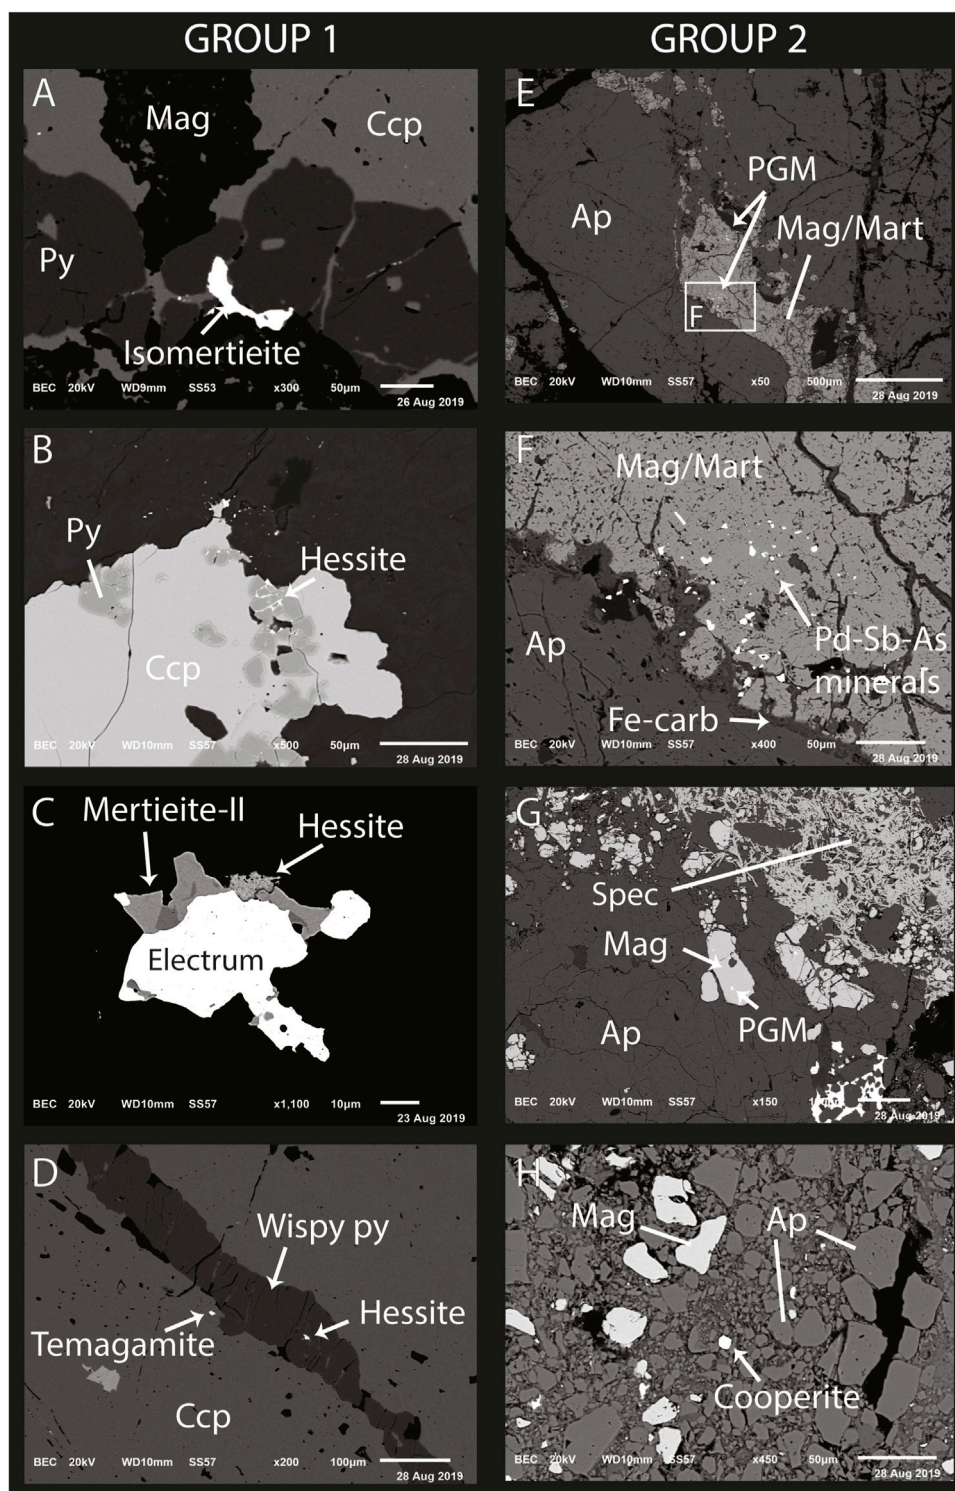 GROUP 1
GROUP 2
A
Mag
Ccp
Py
Isomertieite
BEC 20kV WD9mm SS53 x300 50µm
26 Aug 2019
B
Py
Hessite
Ccp
BEC 20kV WD10mm SS57 x500 50µm
28 Aug 2019
C
Mertieite-II
Hessite
Electrum
BEC 20kV WD10mm SS57 x1,100 10µm
23 Aug 2019
D
Wispy py
Hessite
Temagamite
Ccp
BEC 20kV WD10mm SS57 x200 100µm
28 Aug 2019
E
PGM
Ap
Mag/Mart
F
BEC 20kV WD10mm SS57 x50 500µm
28 Aug 2019
F
Mag/Mart
Ap
Pd-Sb-As
minerals
Fe-carb
BEC 20kV WD10mm SS57 x400 50µm
28 Aug 2019
G
Spec
Mag
PGM
Ap
BEC 20kV WD10mm SS57 x150
28 Aug 2019
H
Mag
Ap
Cooperite
BEC 20kV WD10mm SS57 x450 50µm
28 Aug 2019